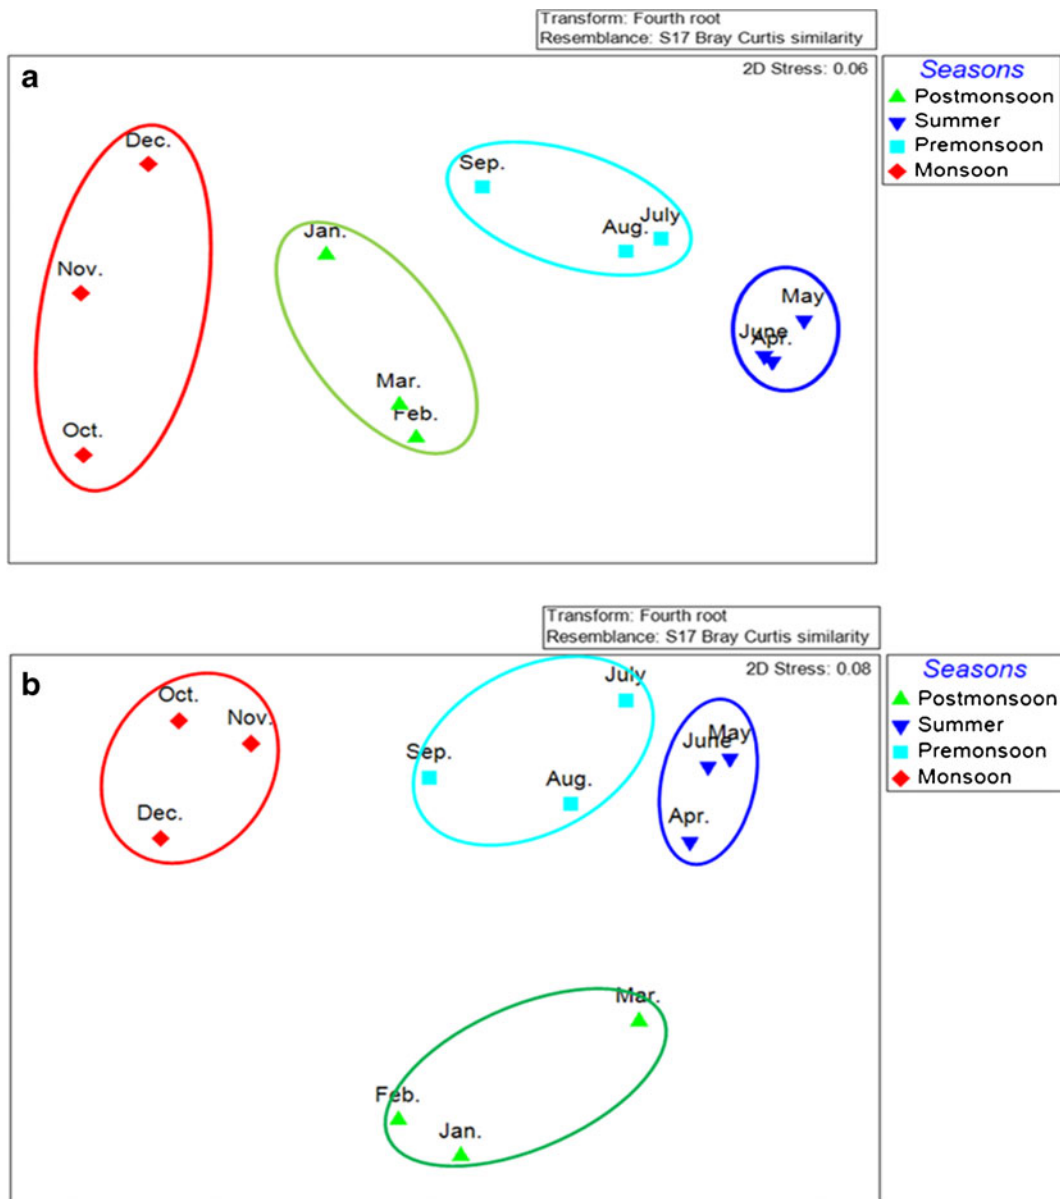 Transform: Fourth root
Resemblance: S17 Bray Curtis similarity
a
2D Stress: 0.06
Seasons
Postmonsoon
Summer
Premonsoon
Monsoon
Dec.
Sep.
July
Aug.
Jan.
Nov.
May
June
Apr.
Mar.
Feb.
Oct.
Transform: Fourth root
Resemblance: S17 Bray Curtis similarity
b
2D Stress: 0.08
Seasons
Postmonsoon
Summer
Premonsoon
Monsoon
July
Oct.
Nov.
May
June
Sep.
Aug.
Dec.
Apr.
Mar.
Feb.
Jan.